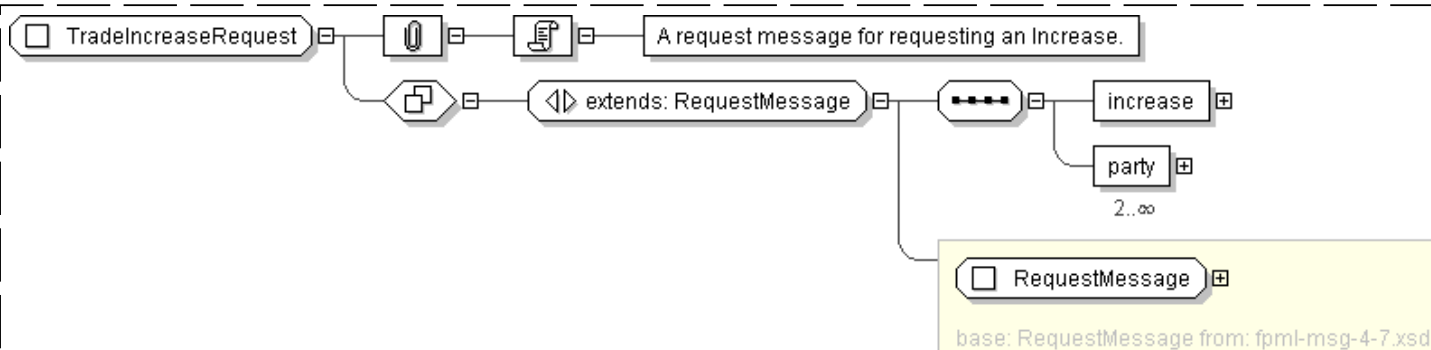 TradeIncreaseRequest
A request message for requesting an Increase.
extends: RequestMessage
increase
party
2..∞
RequestMessage
base: RequestMessage from: fpml-msg-4-7.xsd